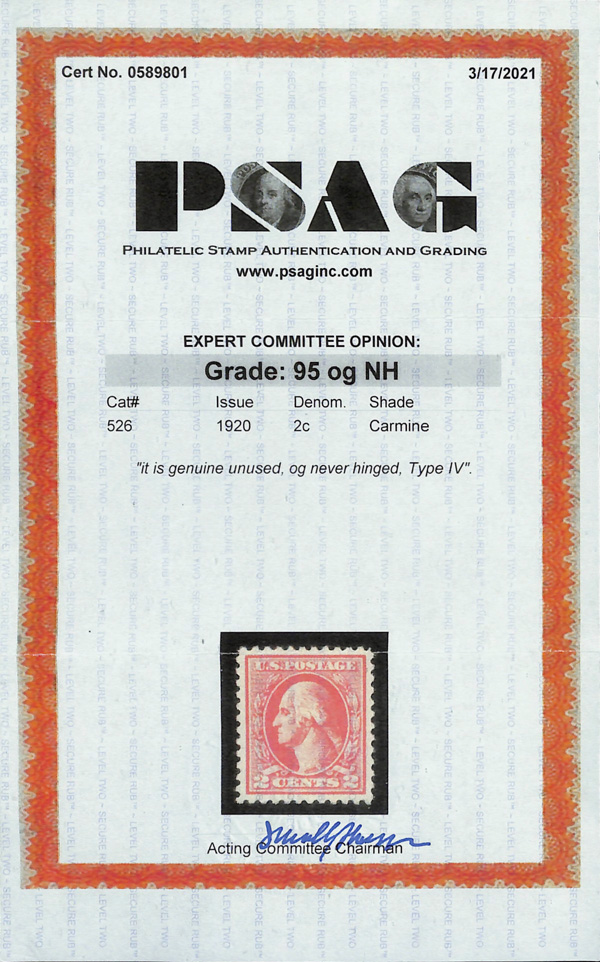 Cert No. 0589801 3/17/2021
PSAG
PHILATELIC STAMP AUTHENTICATION AND GRADING
www.psaginc.com
EXPERT COMMITTEE OPINION:
Grade: 95 og NH
Cat# Issue Denom. Shade
526 1920 2c Carmine
"it is genuine unused, og never hinged, Type IV".
U.S. POSTAGE
2 CENTS 2
Acting Committee Chairman